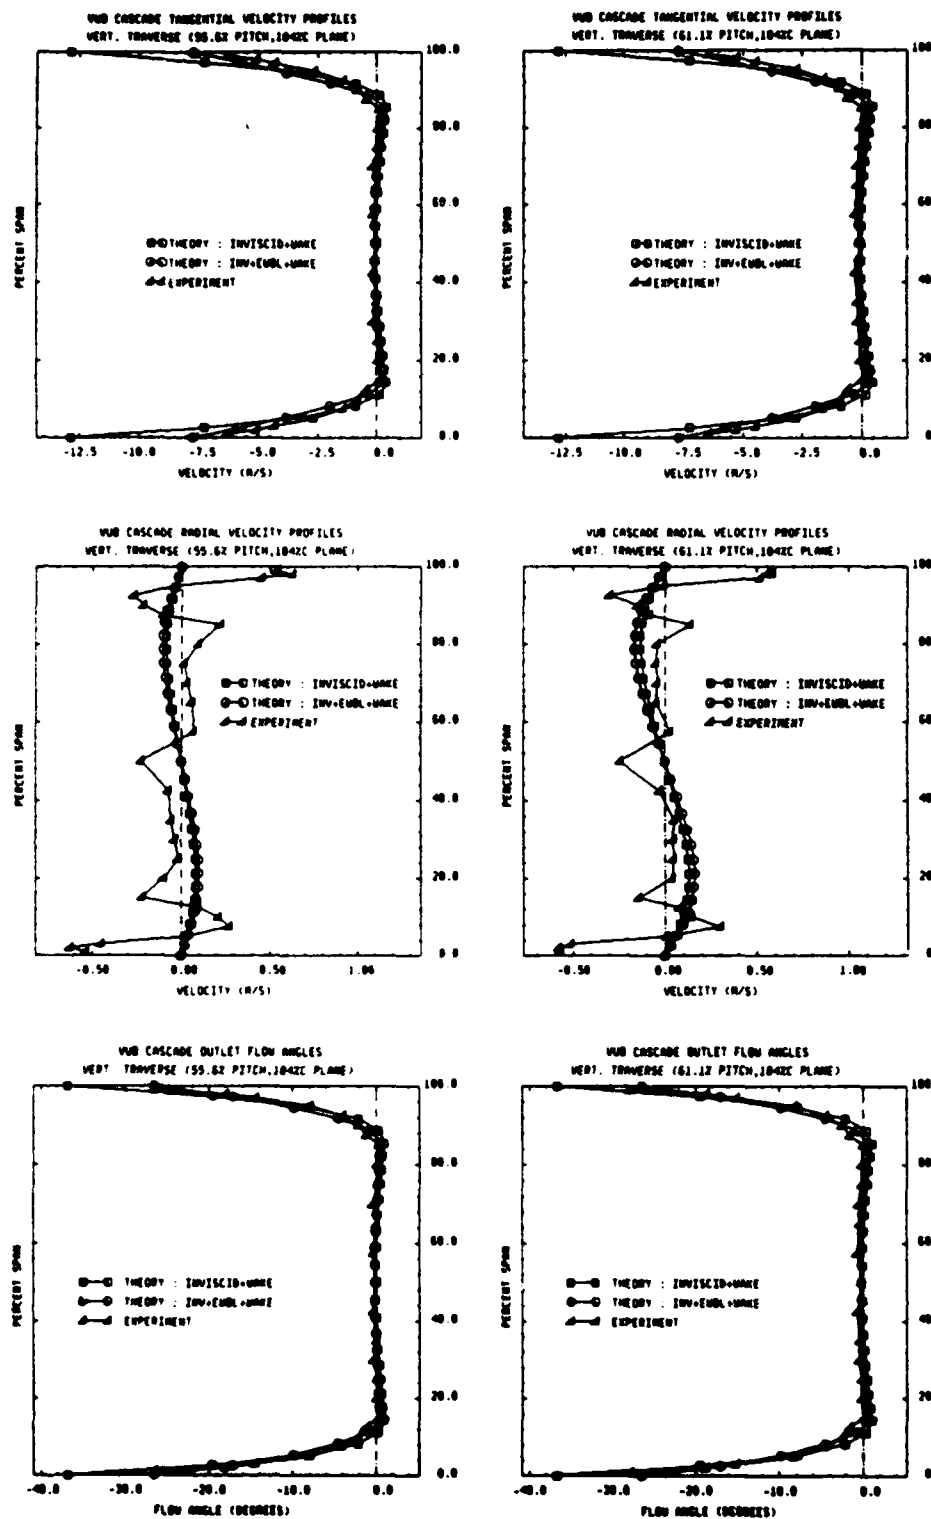 VUB CASCADE TANGENTIAL VELOCITY PROFILES
VERT. TRAVERSE (55.6% PITCH,104%C PLANE)
100.0
80.0
60.0
40.0
20.0
0.0
PERCENT SPAN
THEORY : INVISCID+WAKE
THEORY : INV+EWBL+WAKE
EXPERIMENT
-12.5 -10.0 -7.5 -5.0 -2.5 0.0
VELOCITY (M/S)
VUB CASCADE TANGENTIAL VELOCITY PROFILES
VERT. TRAVERSE (61.1% PITCH,104%C PLANE)
PERCENT SPAN
THEORY : INVISCID+WAKE
THEORY : INV+EWBL+WAKE
EXPERIMENT
-12.5 -10.0 -7.5 -5.0 -2.5 0.0
VELOCITY (M/S)
VUB CASCADE RADIAL VELOCITY PROFILES
VERT. TRAVERSE (55.6% PITCH,104%C PLANE)
100.0
80.0
60.0
40.0
20.0
0.0
PERCENT SPAN
THEORY : INVISCID+WAKE
THEORY : INV+EWBL+WAKE
EXPERIMENT
-0.50 0.00 0.50 1.00
VELOCITY (M/S)
VUB CASCADE RADIAL VELOCITY PROFILES
VERT. TRAVERSE (61.1% PITCH,104%C PLANE)
PERCENT SPAN
THEORY : INVISCID+WAKE
THEORY : INV+EWBL+WAKE
EXPERIMENT
-0.50 0.00 0.50 1.00
VELOCITY (M/S)
VUB CASCADE OUTLET FLOW ANGLES
VERT. TRAVERSE (55.6% PITCH,104%C PLANE)
100.0
80.0
60.0
40.0
20.0
0.0
PERCENT SPAN
THEORY : INVISCID+WAKE
THEORY : INV+EWBL+WAKE
EXPERIMENT
-40.0 -30.0 -20.0 -10.0 0.0
FLOW ANGLE (DEGREES)
VUB CASCADE OUTLET FLOW ANGLES
VERT. TRAVERSE (61.1% PITCH,104%C PLANE)
PERCENT SPAN
THEORY : INVISCID+WAKE
THEORY : INV+EWBL+WAKE
EXPERIMENT
-40.0 -30.0 -20.0 -10.0 0.0
FLOW ANGLE (DEGREES)